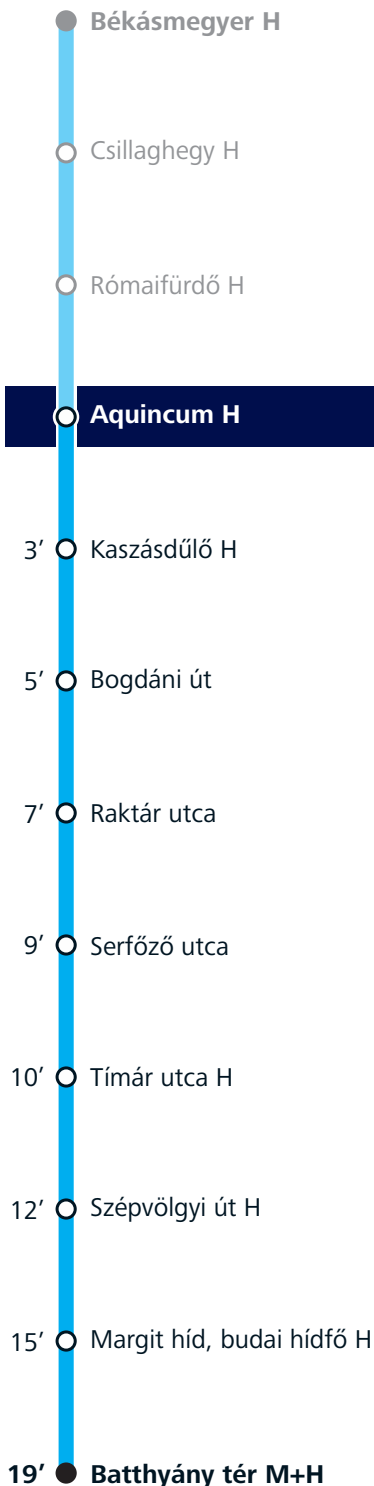 Békásmegyer H
Csillaghegy H
Rómaifürdő H
Aquincum H
3’ Kaszásdűlő H
5’ Bogdáni út
7’ Raktár utca
9’ Serfőző utca
10’ Tímár utca H
12’ Szépvölgyi út H
15’ Margit híd, budai hídfő H
19’ Batthyány tér M+H